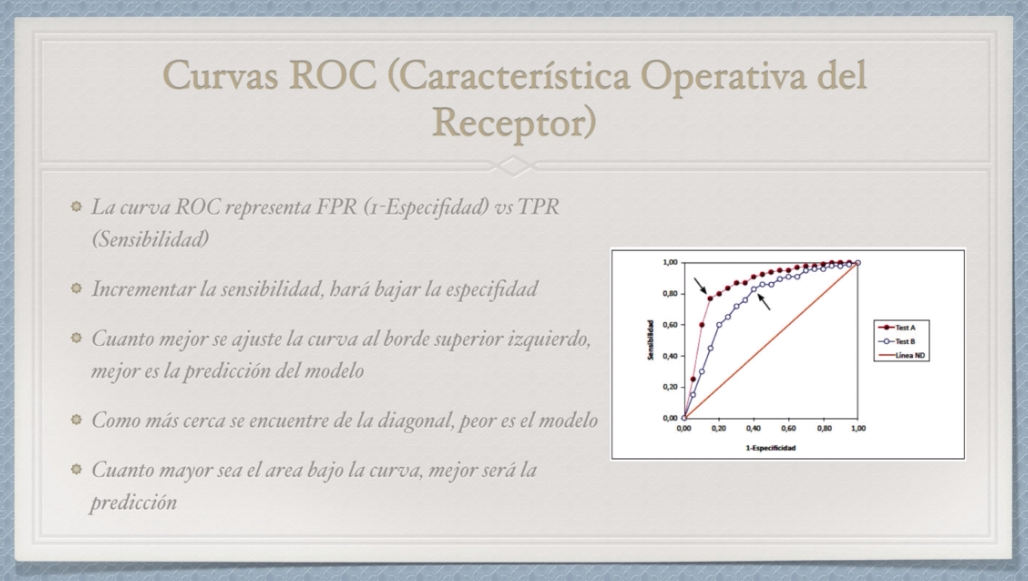 Curvas ROC (Característica Operativa del
Receptor)
La curva ROC representa FPR (1-Especifidad) vs TPR
(Sensibilidad)
Incrementar la sensibilidad, hará bajar la especifidad
Cuanto mejor se ajuste la curva al borde superior izquierdo,
mejor es la predicción del modelo
Como más cerca se encuentre de la diagonal, peor es el modelo
Cuanto mayor sea el area bajo la curva, mejor será la
predicción
1,00
0,80
0,60
0,40
0,20
0,00
Sensibilidad
0,00 0,20 0,40 0,60 0,80 1,00
1-Especificidad
Test A
Test B
Línea ND